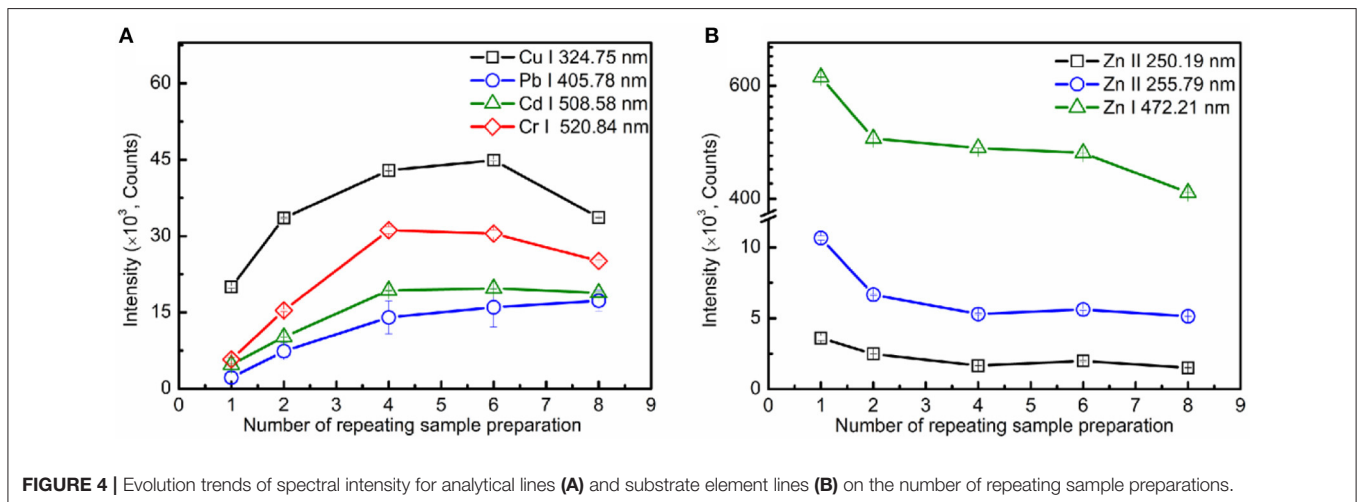 A
Cu I 324.75 nm
Pb I 405.78 nm
Cd I 508.58 nm
Cr I 520.84 nm
60
45
30
15
0
Intensity (×10³, Counts)
0 1 2 3 4 5 6 7 8 9
Number of repeating sample preparation
B
Zn II 250.19 nm
Zn II 255.79 nm
Zn I 472.21 nm
600
400
10
5
0
Intensity (×10³, Counts)
0 1 2 3 4 5 6 7 8 9
Number of repeating sample preparation
FIGURE 4 | Evolution trends of spectral intensity for analytical lines (A) and substrate element lines (B) on the number of repeating sample preparations.